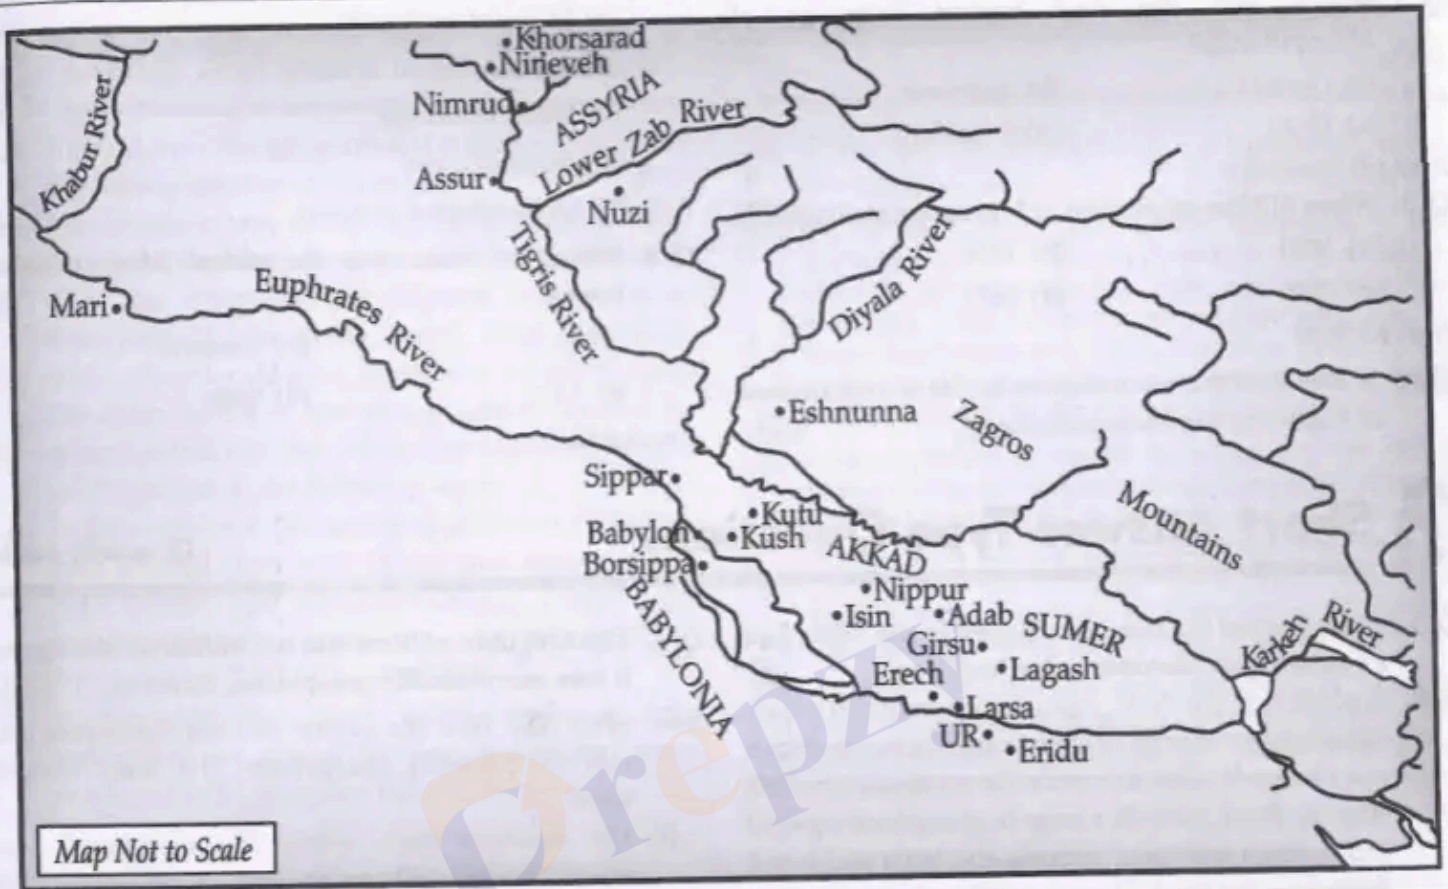 Khorsarad
Nineveh
Nimrud
ASSYRIA
Lower Zab River
Khabur River
Assur
Nuzi
Tigris River
Diyala River
Mari
Euphrates River
Eshnunna
Zagros
Mountains
Sippar
Kutu
Babylon
Kush
AKKAD
Borsippa
BABYLONIA
Nippur
Isin
Adab
SUMER
Girsu
Lagash
Karkeh River
Erech
Larsa
UR
Eridu
Map Not to Scale
Drepzy